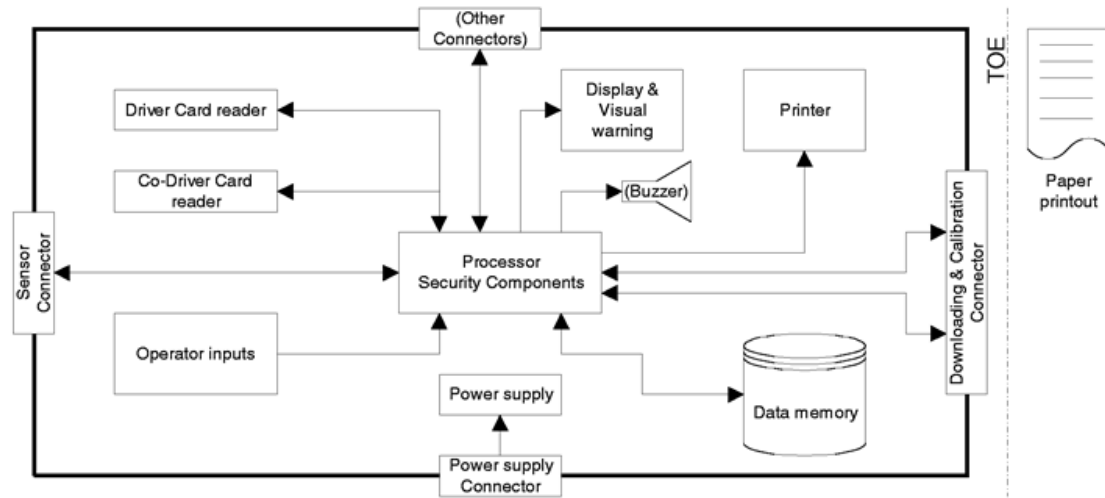 (Other
Connectors)
TOE
Driver Card reader
Display &
Visual
warning
Printer
Co-Driver Card
reader
(Buzzer)
Paper
printout
Sensor
Connector
Processor
Security Components
Downloading & Calibration
Connector
Operator inputs
Power supply
Data memory
Power supply
Connector